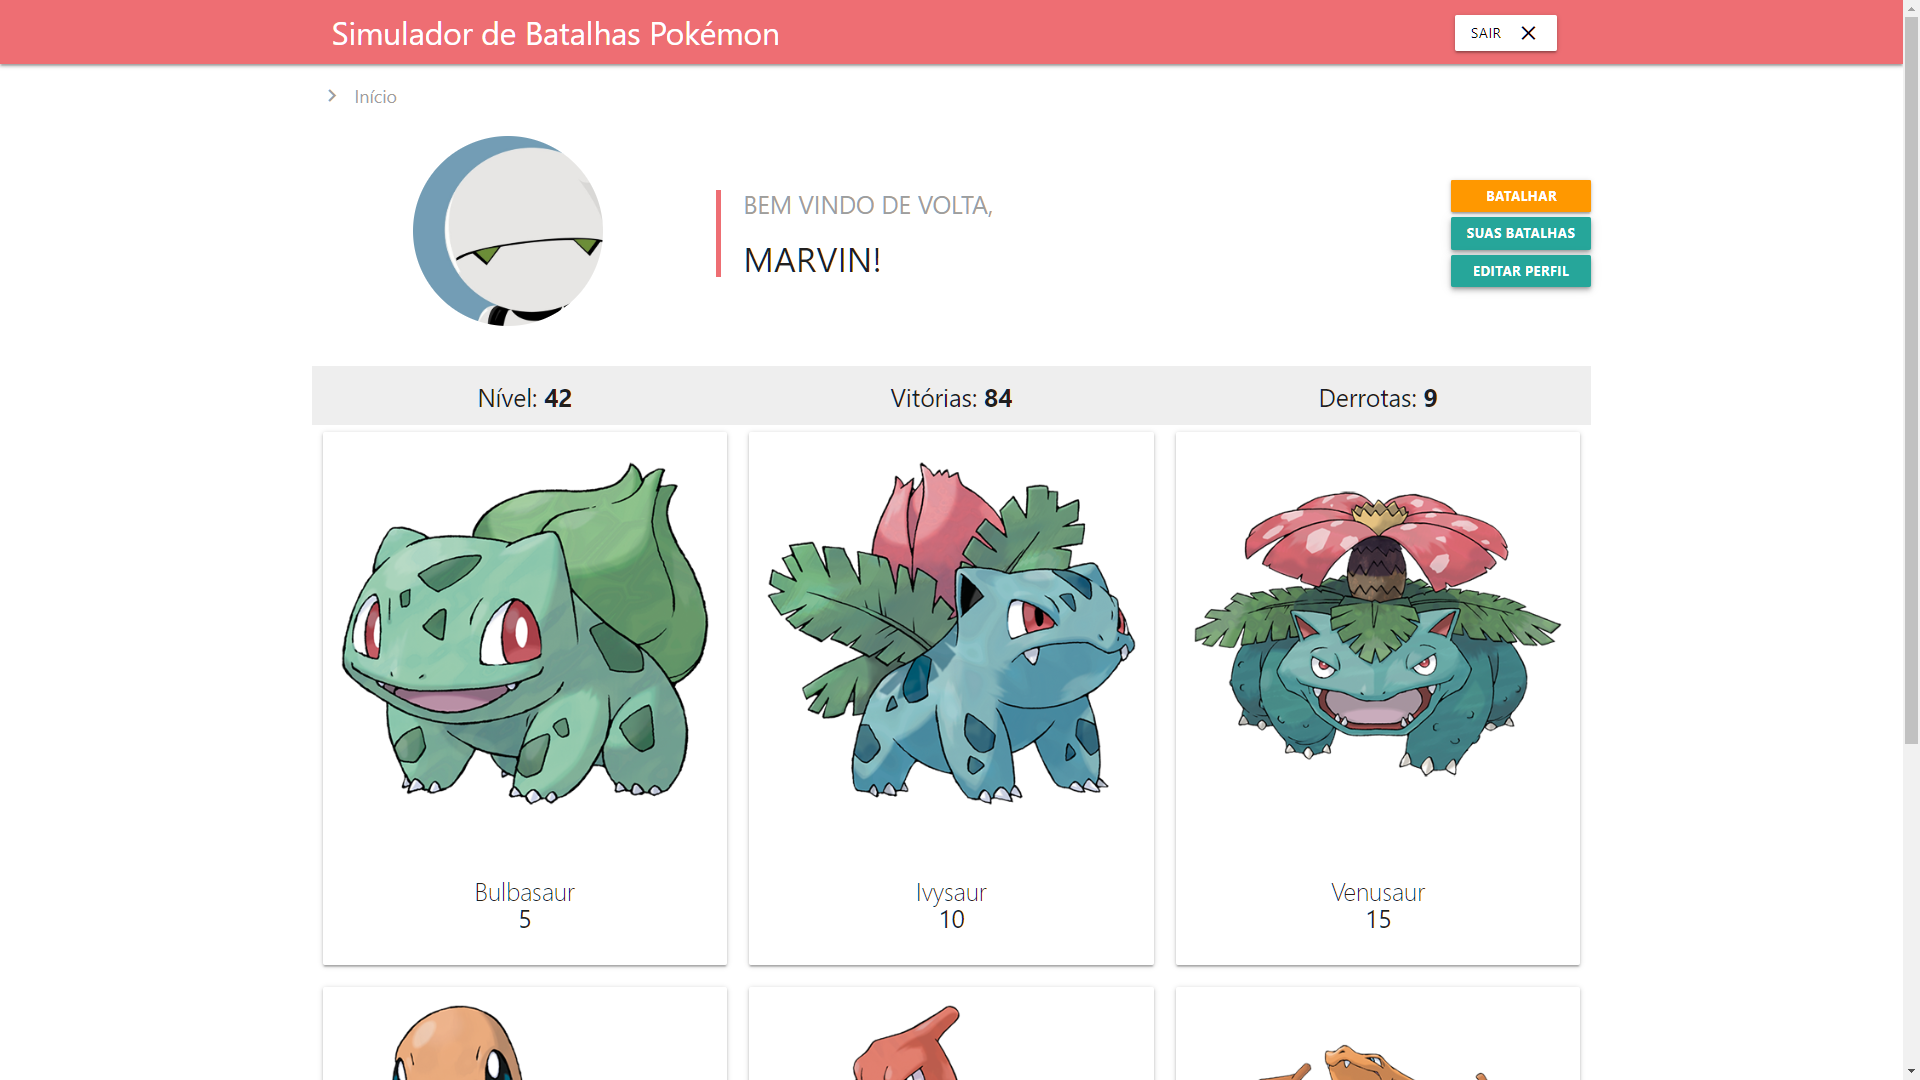 Simulador de Batalhas Pokémon
SAIR
Início
BEM VINDO DE VOLTA,
MARVIN!
BATALHAR
SUAS BATALHAS
EDITAR PERFIL
Nível: 42
Vitórias: 84
Derrotas: 9
Bulbasaur
5
Ivysaur
10
Venusaur
15